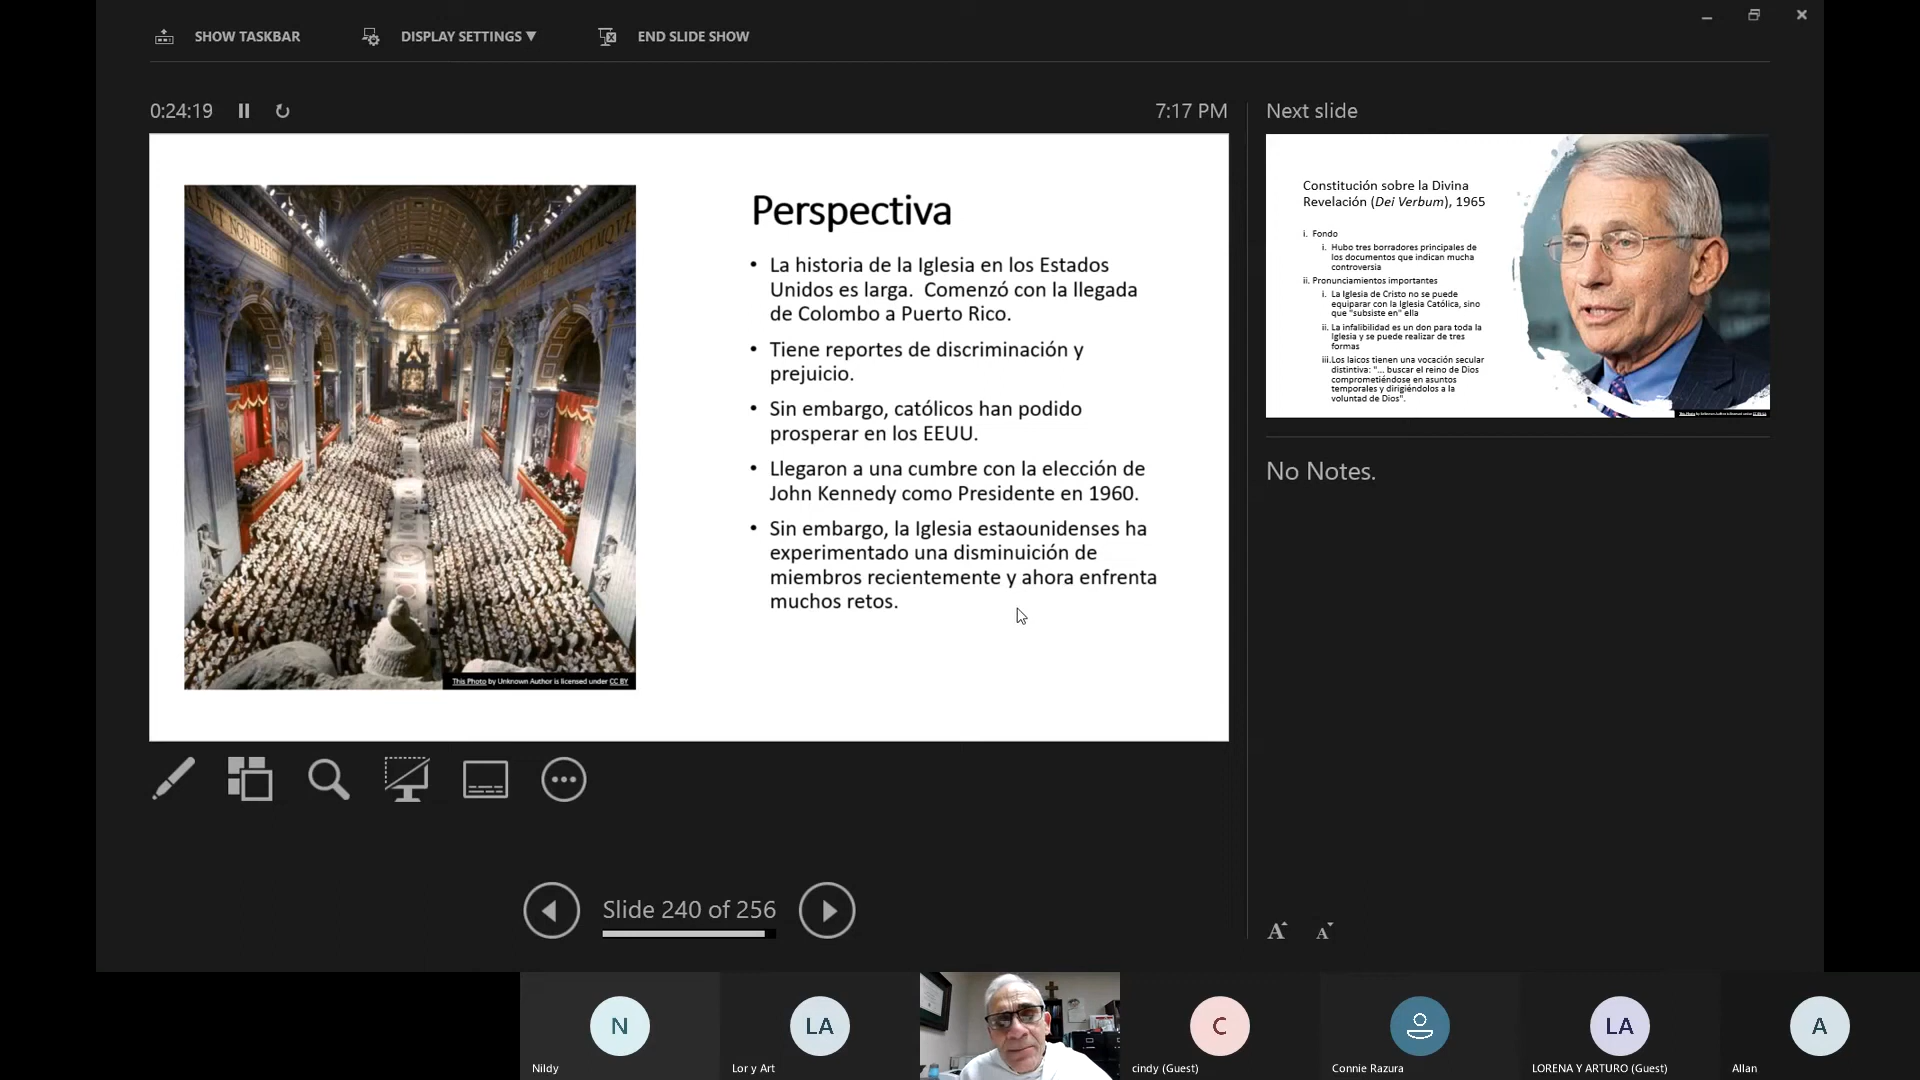 SHOW TASKBAR
DISPLAY SETTINGS ▼
END SLIDE SHOW
0:24:19
7:17 PM
Perspectiva
• La historia de la Iglesia en los Estados
Unidos es larga.  Comenzó con la llegada
de Colombo a Puerto Rico.
• Tiene reportes de discriminación y
prejuicio.
• Sin embargo, católicos han podido
prosperar en los EEUU.
• Llegaron a una cumbre con la elección de
John Kennedy como Presidente en 1960.
• Sin embargo, la Iglesia estaounidenses ha
experimentado una disminuición de
miembros recientemente y ahora enfrenta
muchos retos.
This Photo by Unknown Author is licensed under CC BY
Next slide
Constitución sobre la Divina
Revelación (Dei Verbum), 1965
i. Fondo
i. Hubo tres borradores principales de
los documentos que indican mucha
controversia
ii. Pronunciamientos importantes
i. La Iglesia de Cristo no se puede
equiparar con la Iglesia Católica, sino
que "subsiste en" ella
ii. La infalibilidad es un don para toda la
Iglesia y se puede realizar de tres
formas
iii. Los laicos tienen una vocación secular
distintiva: "... buscar el reino de Dios
comprometiéndose en asuntos
temporales y dirigiéndolos a la
voluntad de Dios".
No Notes.
Slide 240 of 256
A A
N
Nildy
LA
Lor y Art
C
cindy (Guest)
Connie Razura
LA
LORENA Y ARTURO (Guest)
A
Allan